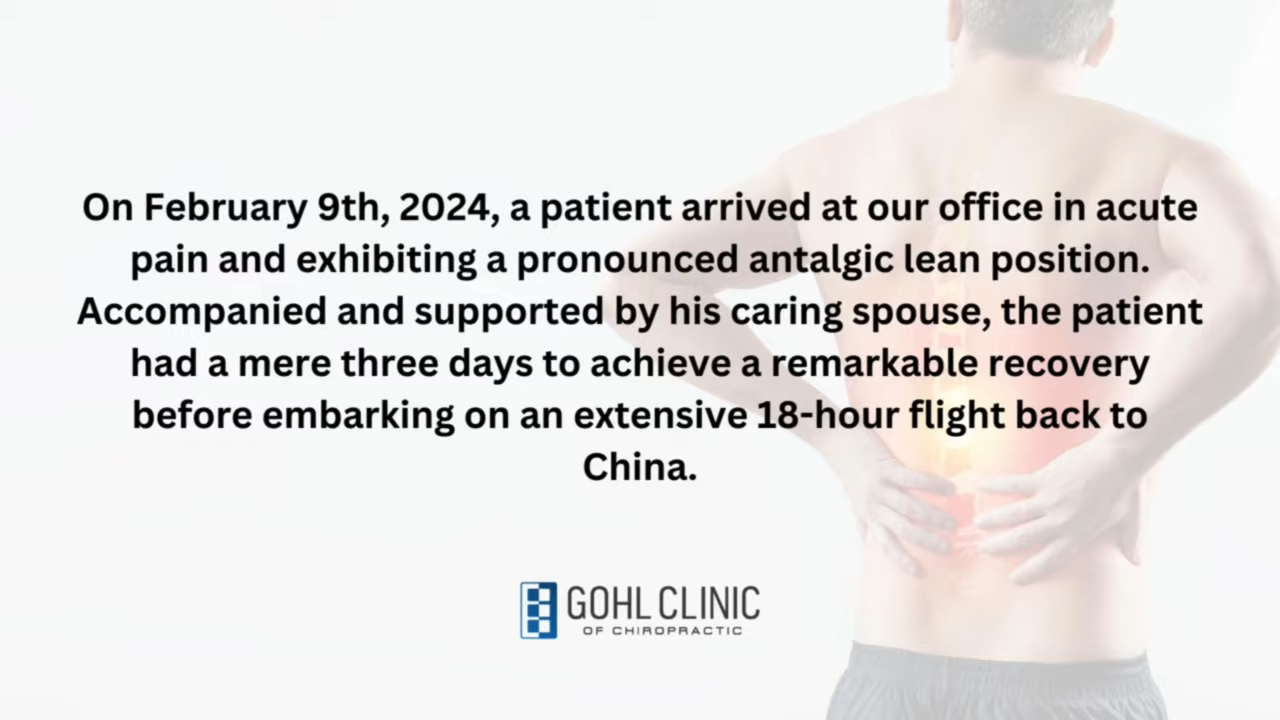 On February 9th, 2024, a patient arrived at our office in acute
pain and exhibiting a pronounced antalgic lean position.
Accompanied and supported by his caring spouse, the patient
had a mere three days to achieve a remarkable recovery
before embarking on an extensive 18-hour flight back to
China.
GOHL CLINIC
OF CHIROPRACTIC